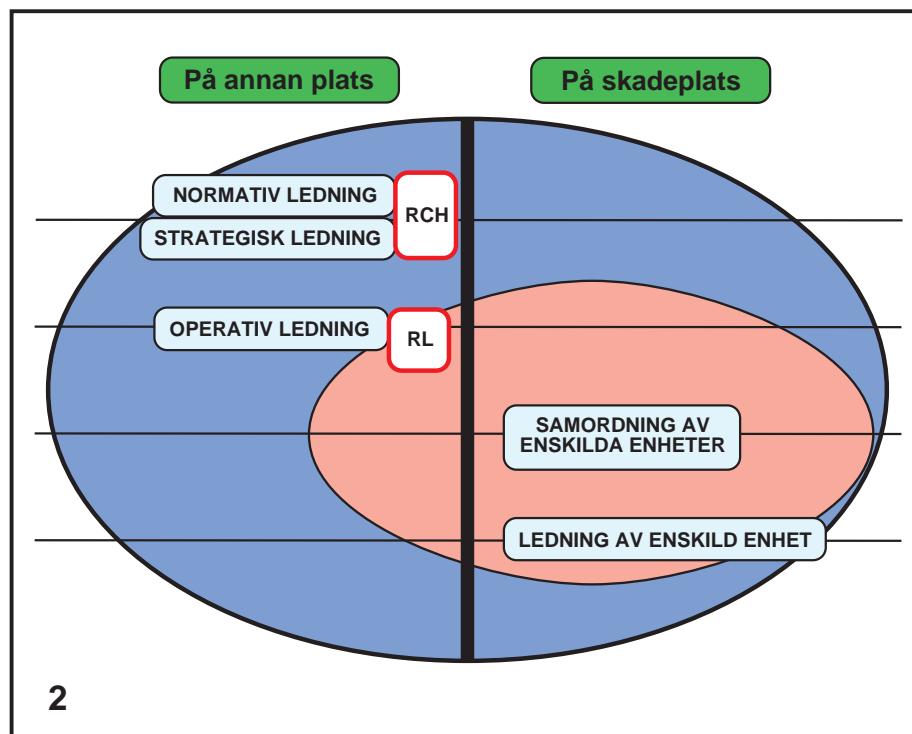 På annan plats
På skadeplats
NORMATIV LEDNING
RCH
STRATEGISK LEDNING
OPERATIV LEDNING
RL
SAMORDNING AV
ENSKILDA ENHETER
LEDNING AV ENSKILD ENHET
2